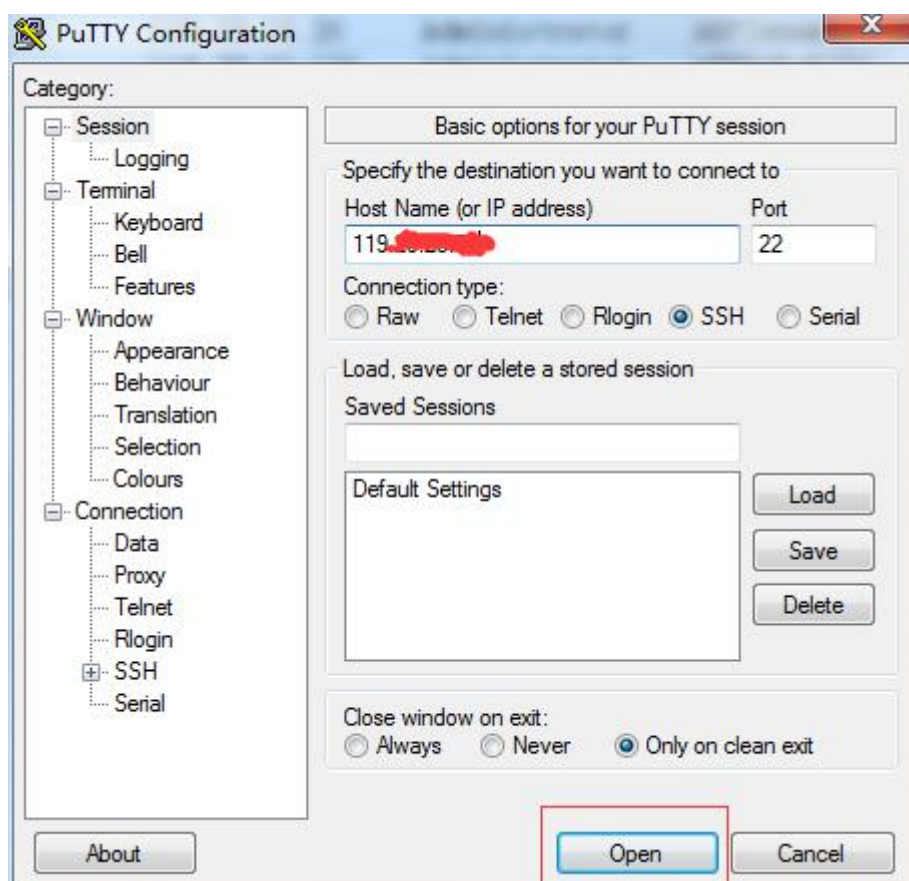 PuTTY Configuration
Category:
Session
Logging
Terminal
Keyboard
Bell
Features
Window
Appearance
Behaviour
Translation
Selection
Colours
Connection
Data
Proxy
Telnet
Rlogin
SSH
Serial
Basic options for your PuTTY session
Specify the destination you want to connect to
Host Name (or IP address) Port
119. 22
Connection type:
Raw Telnet Rlogin SSH Serial
Load, save or delete a stored session
Saved Sessions
Default Settings
Load
Save
Delete
Close window on exit:
Always Never Only on clean exit
About Open Cancel